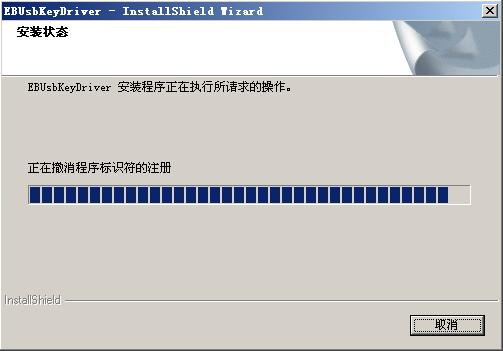 EBUsbKeyDriver - InstallShield Wizard
安装状态
EBUsbKeyDriver 安装程序正在执行所请求的操作。
正在撤消程序标识符的注册
InstallShield
取消